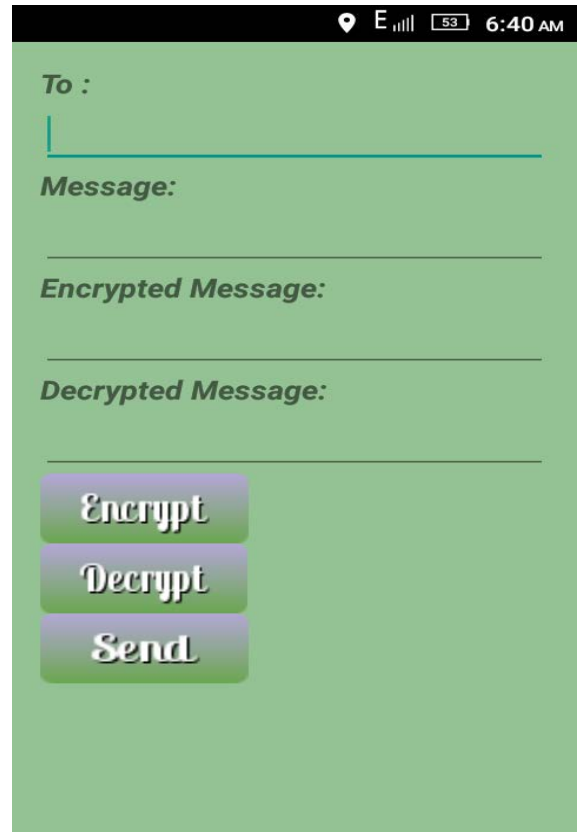 E 53 6:40 AM
To :
Message:
Encrypted Message:
Decrypted Message:
Encrypt
Decrypt
Send